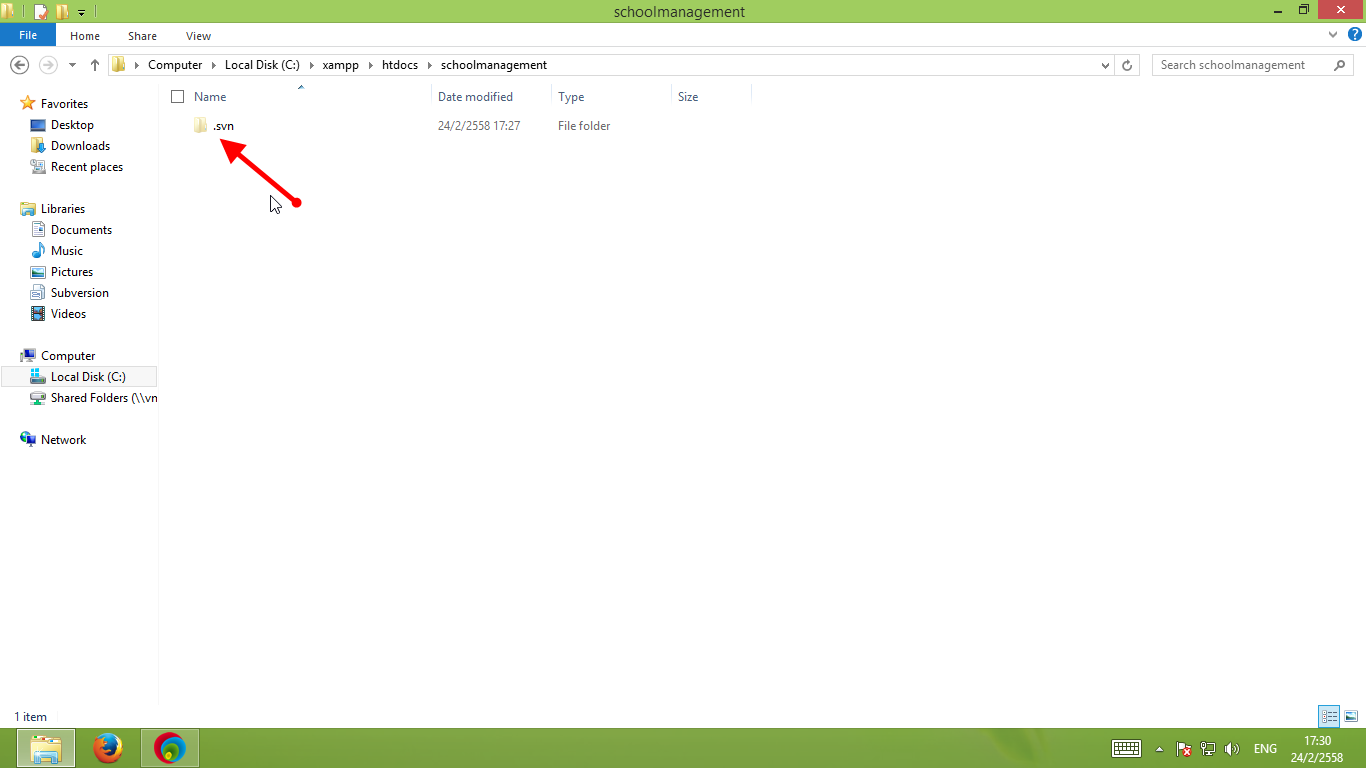 schoolmanagement
File Home Share View
Computer Local Disk (C:) xampp htdocs schoolmanagement
Search schoolmanagement
Name Date modified Type Size
.svn 24/2/2558 17:27 File folder
Favorites
Desktop
Downloads
Recent places
Libraries
Documents
Music
Pictures
Subversion
Videos
Computer
Local Disk (C:)
Shared Folders (\\vn
Network
1 item
ENG
17:30
24/2/2558